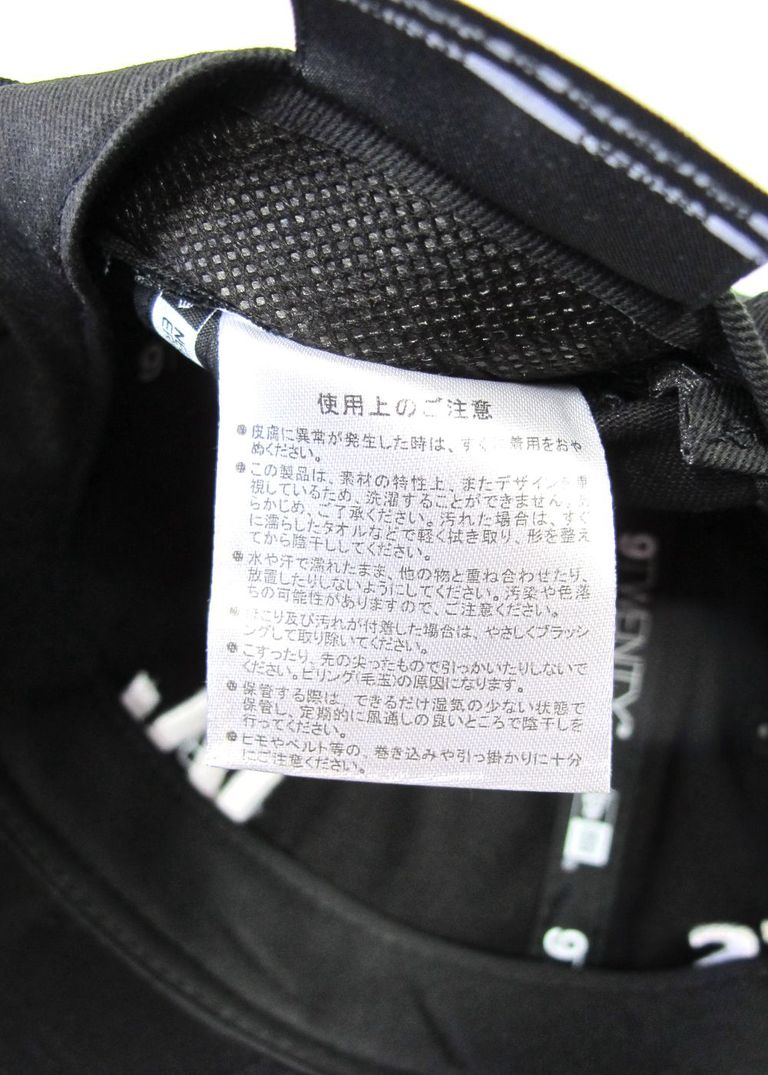 使用上のご注意
皮膚に異常が発生した時は、すぐに着用をおや
めください。
この製品は、素材の特性上、またデザインを重
視しているため、洗濯することができません。あ
らかじめ、ご了承ください。汚れた場合は、すぐ
に濡らしたタオルなどで軽く拭き取り、形を整え
てから陰干ししてください。
水や汗で濡れたまま、他の物と重ね合わせたり、
放置したりしないようにしてください。汚染や色落
ちの可能性がありますので、ご注意ください。
ほこり及び汚れが付着した場合は、やさしくブラッシ
ングして取り除いてください。
こすったり、先の尖ったもので引っかいたりしないで
ください。ピリング(毛玉)の原因になります。
保管する際は、できるだけ湿気の少ない状態で
保管し、定期的に風通しの良いところで陰干しを
行ってください。
ヒモやベルト等の、巻き込みや引っ掛かりに十分
にご注意ください。
9TWENTY
9